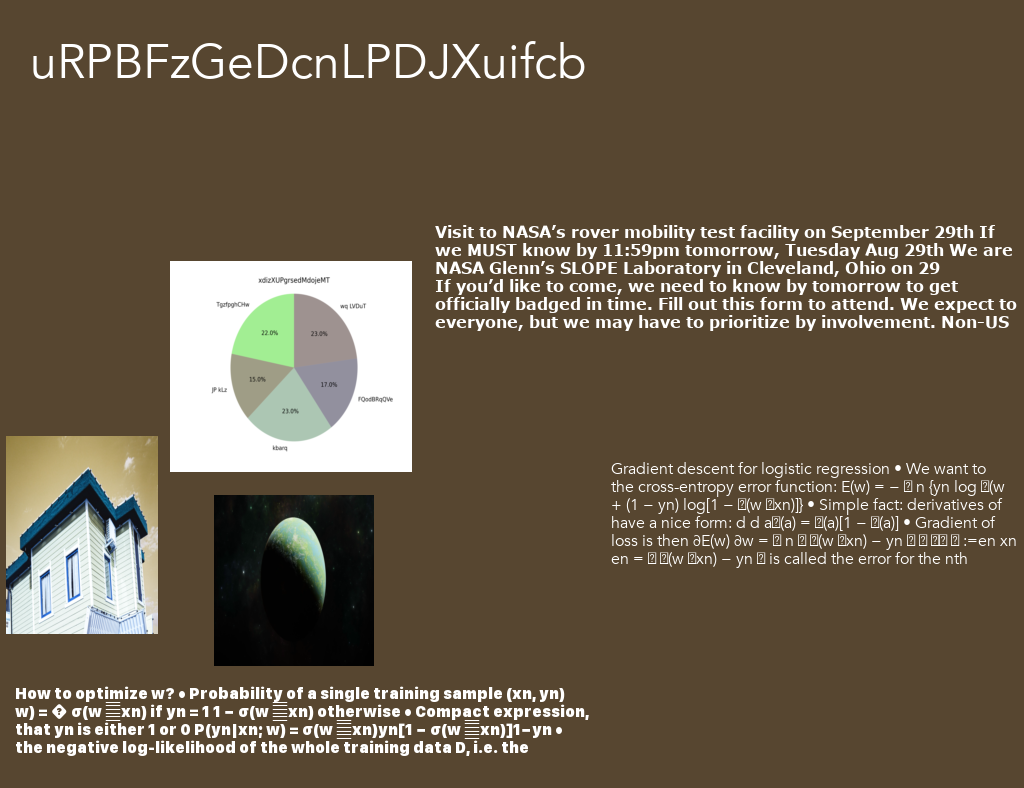 uRPBFzGeDcnLPDJXuifcb
Visit to NASA’s rover mobility test facility on September 29th If
we MUST know by 11:59pm tomorrow, Tuesday Aug 29th We are
NASA Glenn’s SLOPE Laboratory in Cleveland, Ohio on 29
If you’d like to come, we need to know by tomorrow to get
officially badged in time. Fill out this form to attend. We expect to
everyone, but we may have to prioritize by involvement. Non-US
xdizXUPgrsedMdojeMT
TgzfpghCHw
wq LVDuT
22.0%
23.0%
15.0%
17.0%
JP kLz
FQodBRqQVe
23.0%
kbarq
Gradient descent for logistic regression • We want to
the cross-entropy error function: E(w) = − n {yn log (w
+ (1 − yn) log[1 − (w xn)]} • Simple fact: derivatives of
have a nice form: d d a (a) = (a)[1 − (a)] • Gradient of
loss is then ∂E(w) ∂w = n (w xn) − yn :=en xn
en = (w xn) − yn is called the error for the nth
How to optimize w? • Probability of a single training sample (xn, yn)
w) = � σ(w xn) if yn = 1 1 − σ(w xn) otherwise • Compact expression,
that yn is either 1 or 0 P(yn|xn; w) = σ(w xn)yn[1 − σ(w xn)]1−yn •
the negative log-likelihood of the whole training data D, i.e. the